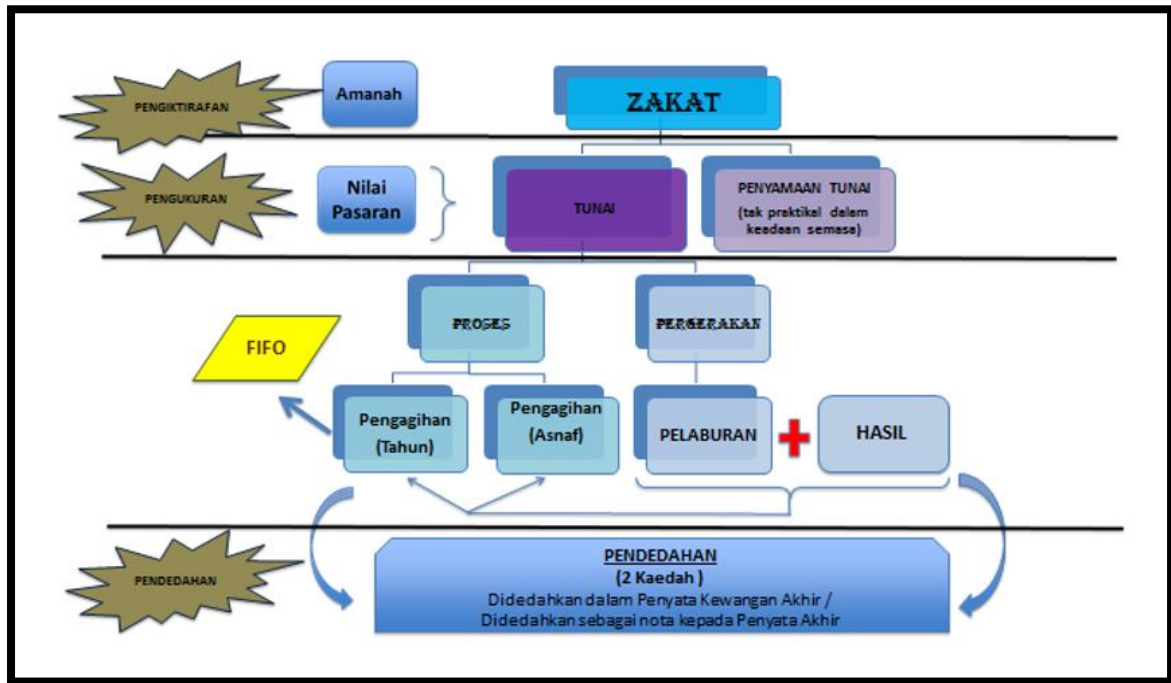 PENGIKTIRAFAN
Amanah
ZAKAT
PENGUKURAN
Nilai
Pasaran
TUNAI
PENYAMAAN TUNAI
(tak praktikal dalam
keadaan semasa)
PROSES
PERGERAKAN
FIFO
Pengagihan
(Tahun)
Pengagihan
(Asnaf)
PELABURAN
HASIL
PENDEDAHAN
PENDEDAHAN
(2 Kaedah )
Didedahkan dalam Penyata Kewangan Akhir /
Didedahkan sebagai nota kepada Penyata Akhir